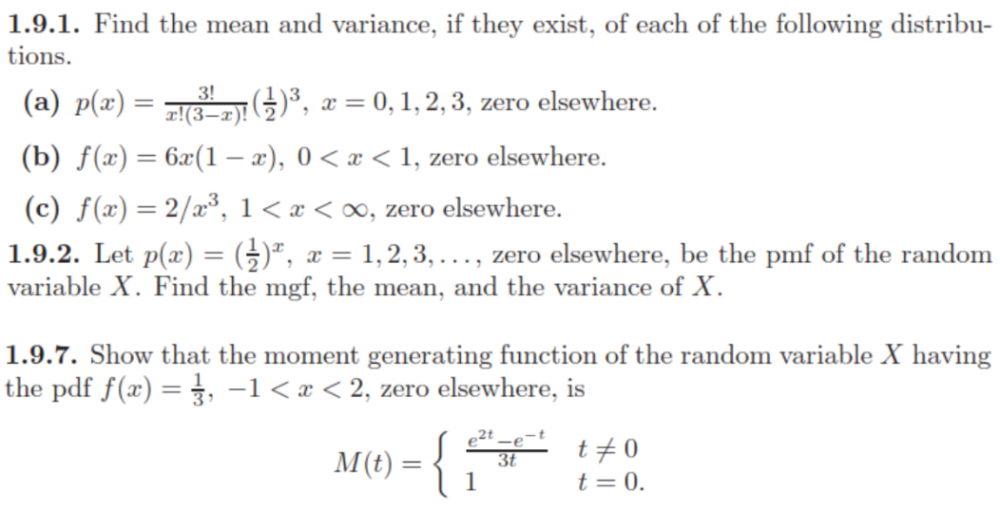 1.9.1. Find the mean and variance, if they exist, of each of the following distribu-
tions.
(a) p(x) = \frac{3!}{x!(3-x)!}(\frac{1}{2})^3, x = 0, 1, 2, 3, zero elsewhere.
(b) f(x) = 6x(1 − x), 0 < x < 1, zero elsewhere.
(c) f(x) = 2/x^3, 1 < x < ∞, zero elsewhere.
1.9.2. Let p(x) = (\frac{1}{2})^x, x = 1, 2, 3, . . . , zero elsewhere, be the pmf of the random
variable X. Find the mgf, the mean, and the variance of X.
1.9.7. Show that the moment generating function of the random variable X having
the pdf f(x) = \frac{1}{3}, −1 < x < 2, zero elsewhere, is
M(t) = \begin{cases} \frac{e^{2t}-e^{-t}}{3t} & t ≠ 0 \\ 1 & t = 0. \end{cases}